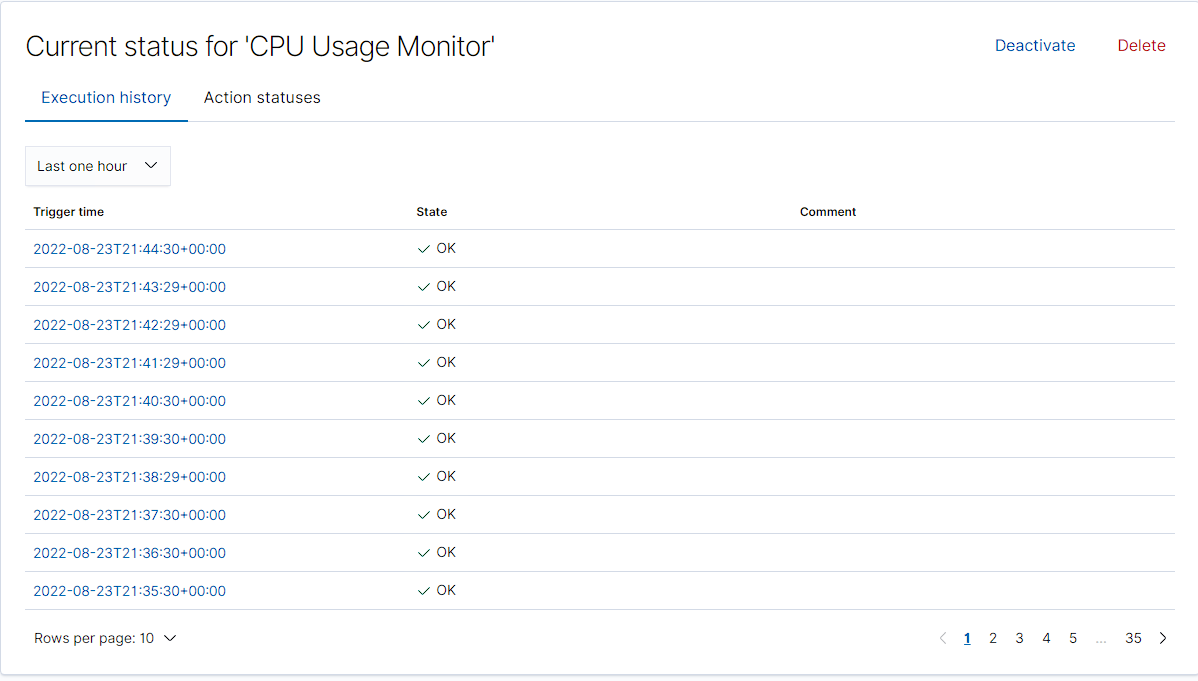 Current status for 'CPU Usage Monitor'
Deactivate Delete
Execution history Action statuses
Last one hour
Trigger time State Comment
2022-08-23T21:44:30+00:00 OK
2022-08-23T21:43:29+00:00 OK
2022-08-23T21:42:29+00:00 OK
2022-08-23T21:41:29+00:00 OK
2022-08-23T21:40:30+00:00 OK
2022-08-23T21:39:30+00:00 OK
2022-08-23T21:38:29+00:00 OK
2022-08-23T21:37:30+00:00 OK
2022-08-23T21:36:30+00:00 OK
2022-08-23T21:35:30+00:00 OK
Rows per page: 10 1 2 3 4 5 ... 35